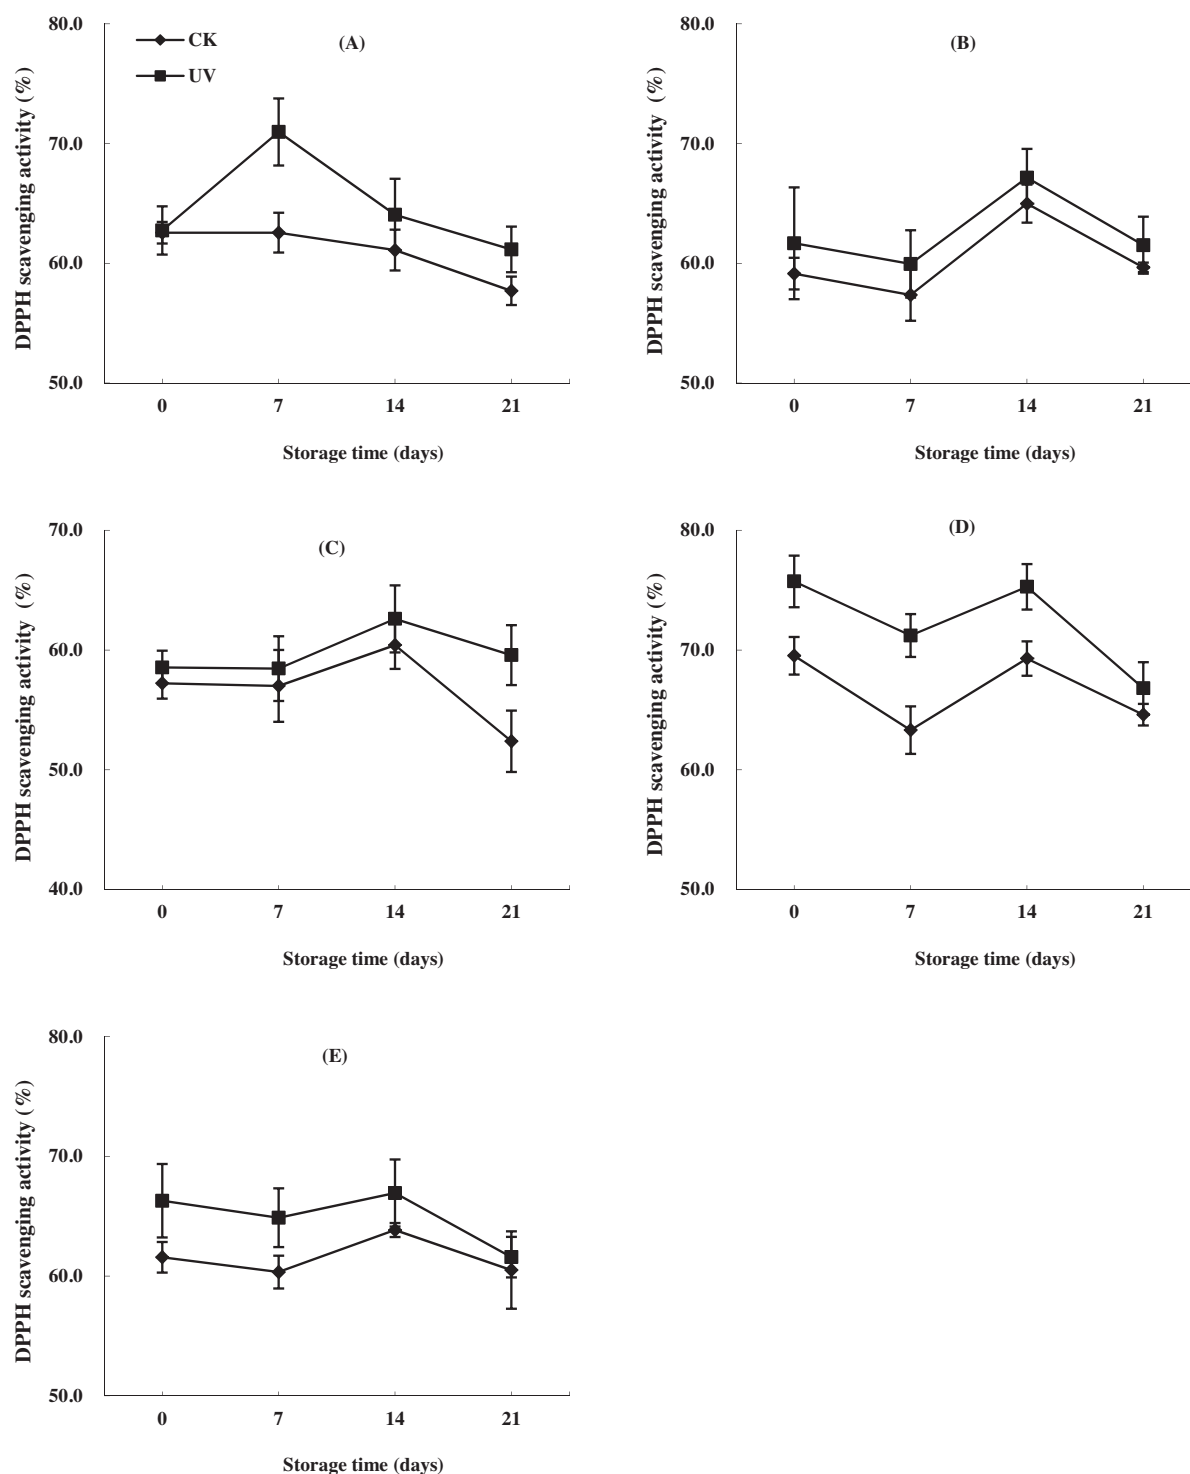 (A)
CK
UV
DPPH scavenging activity (%)
80.0
70.0
60.0
50.0
0 7 14 21
Storage time (days)
(B)
DPPH scavenging activity (%)
80.0
70.0
60.0
50.0
0 7 14 21
Storage time (days)
(C)
DPPH scavenging activity (%)
70.0
60.0
50.0
40.0
0 7 14 21
Storage time (days)
(D)
DPPH scavenging activity (%)
80.0
70.0
60.0
50.0
0 7 14 21
Storage time (days)
(E)
DPPH scavenging activity (%)
80.0
70.0
60.0
50.0
0 7 14 21
Storage time (days)